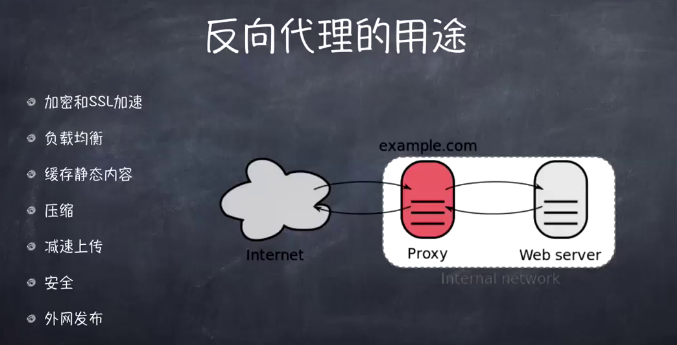 反向代理的用途
加密和SSL加速
负载均衡
缓存静态内容
压缩
减速上传
安全
外网发布
example.com
Internet
Proxy
Web server
Internal network